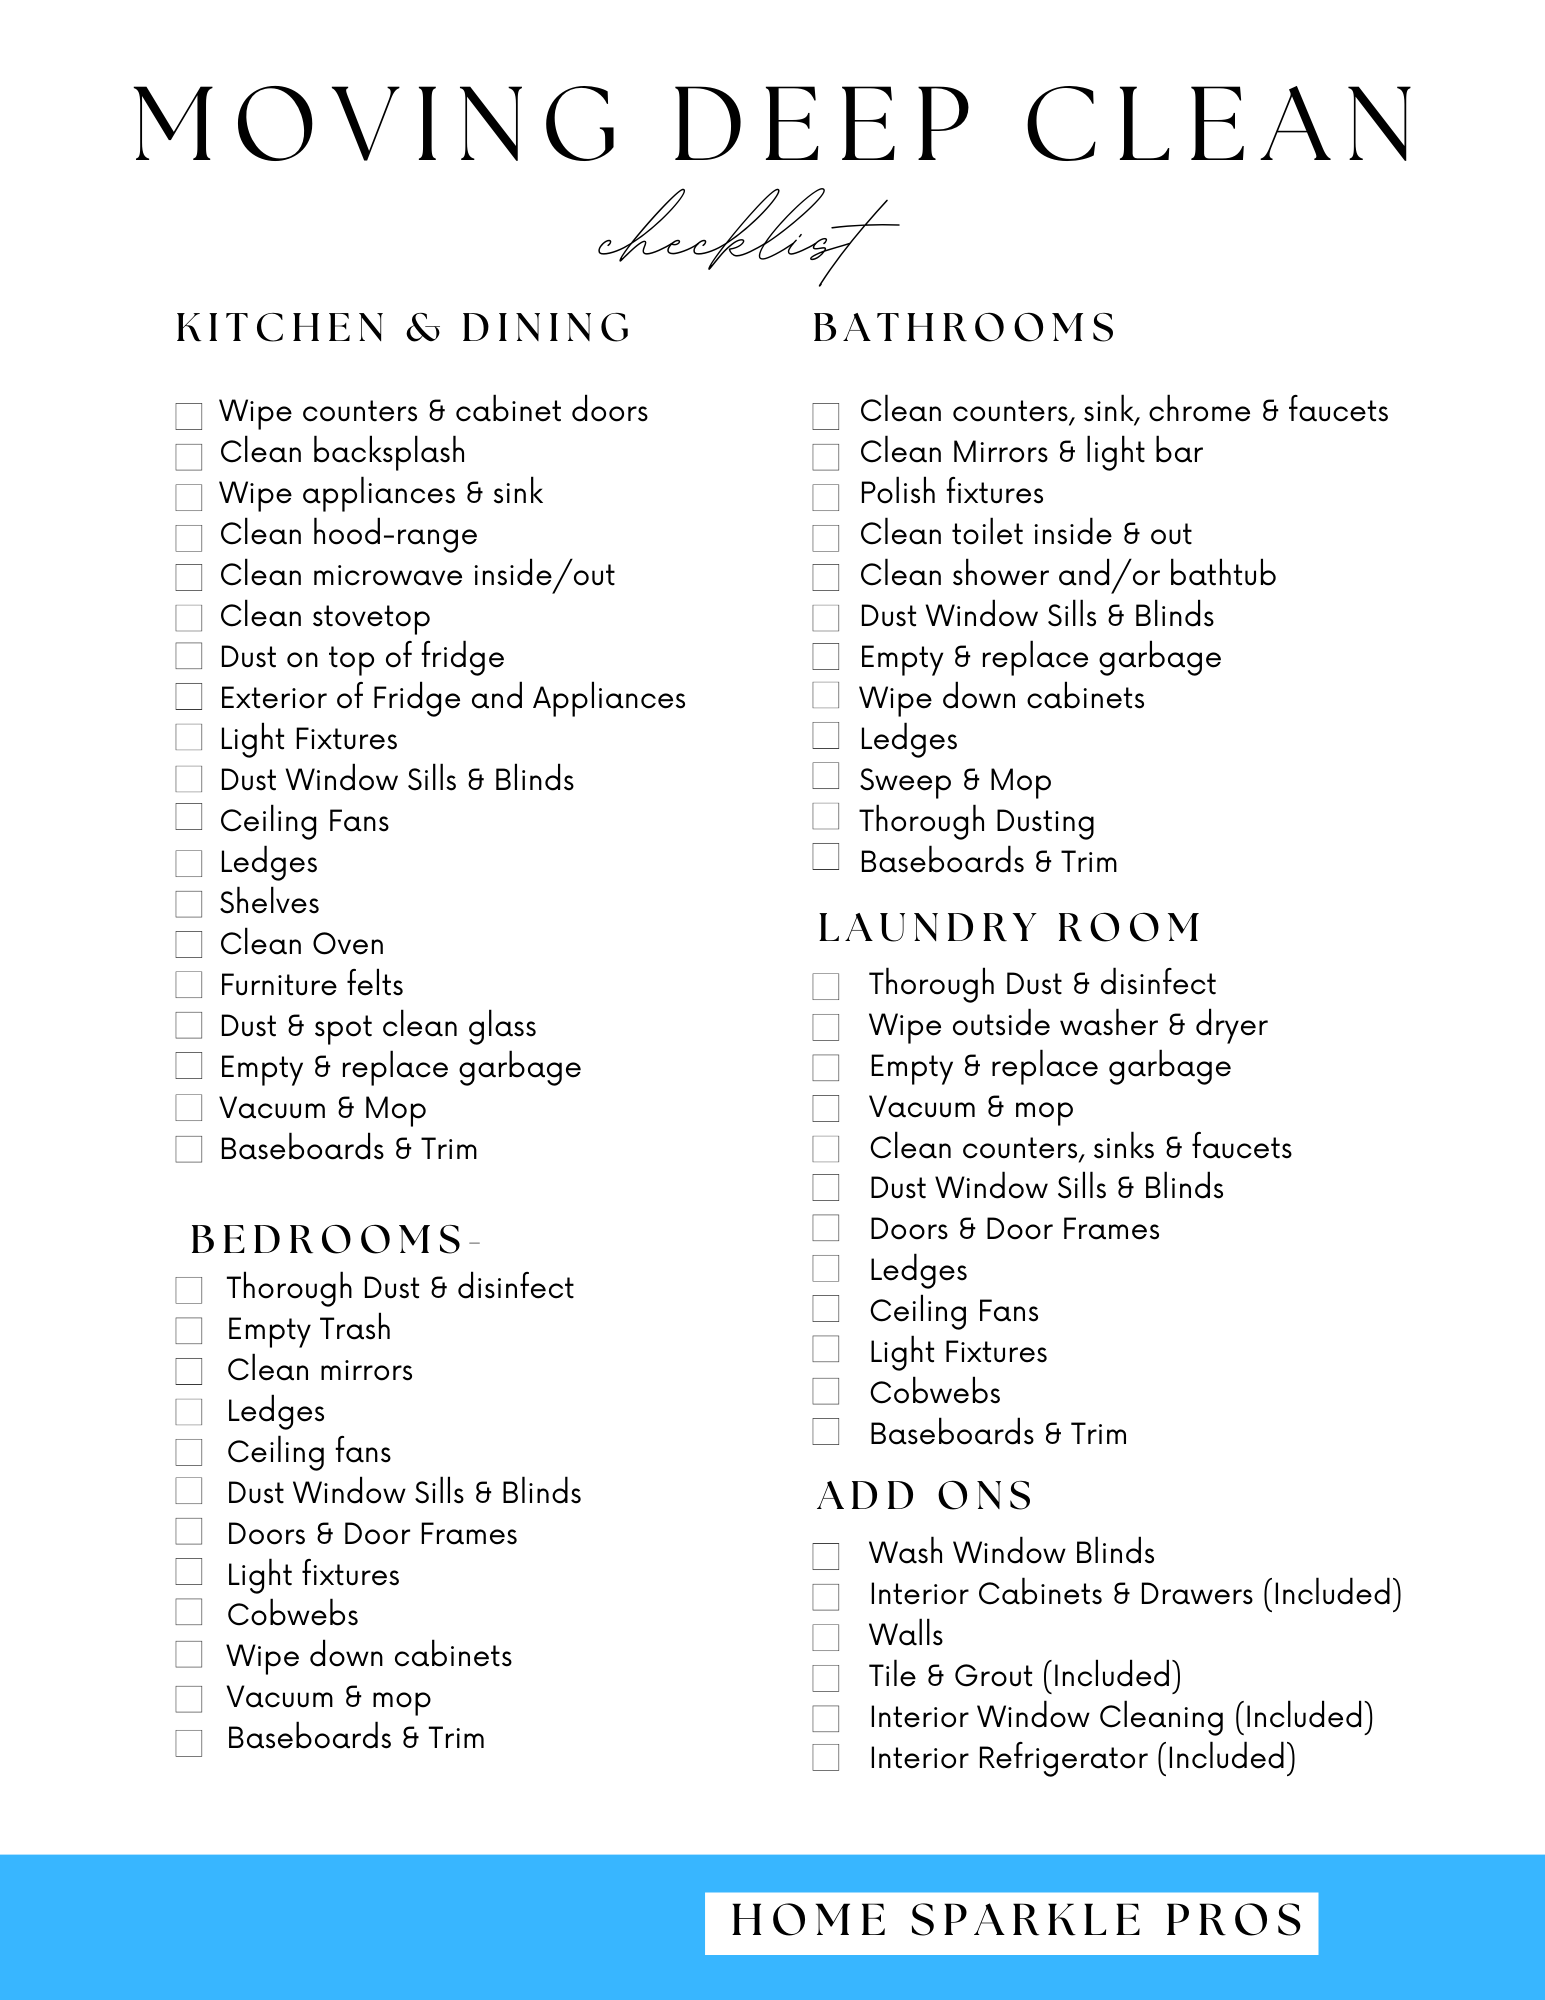 MOVING DEEP CLEAN
checklist
KITCHEN & DINING
Wipe counters & cabinet doors
Clean backsplash
Wipe appliances & sink
Clean hood-range
Clean microwave inside/out
Clean stovetop
Dust on top of fridge
Exterior of Fridge and Appliances
Light Fixtures
Dust Window Sills & Blinds
Ceiling Fans
Ledges
Shelves
Clean Oven
Furniture felts
Dust & spot clean glass
Empty & replace garbage
Vacuum & Mop
Baseboards & Trim
BEDROOMS-
Thorough Dust & disinfect
Empty Trash
Clean mirrors
Ledges
Ceiling fans
Dust Window Sills & Blinds
Doors & Door Frames
Light fixtures
Cobwebs
Wipe down cabinets
Vacuum & mop
Baseboards & Trim
BATHROOMS
Clean counters, sink, chrome & faucets
Clean Mirrors & light bar
Polish fixtures
Clean toilet inside & out
Clean shower and/or bathtub
Dust Window Sills & Blinds
Empty & replace garbage
Wipe down cabinets
Ledges
Sweep & Mop
Thorough Dusting
Baseboards & Trim
LAUNDRY ROOM
Thorough Dust & disinfect
Wipe outside washer & dryer
Empty & replace garbage
Vacuum & mop
Clean counters, sinks & faucets
Dust Window Sills & Blinds
Doors & Door Frames
Ledges
Ceiling Fans
Light Fixtures
Cobwebs
Baseboards & Trim
ADD ONS
Wash Window Blinds
Interior Cabinets & Drawers (Included)
Walls
Tile & Grout (Included)
Interior Window Cleaning (Included)
Interior Refrigerator (Included)
HOME SPARKLE PROS